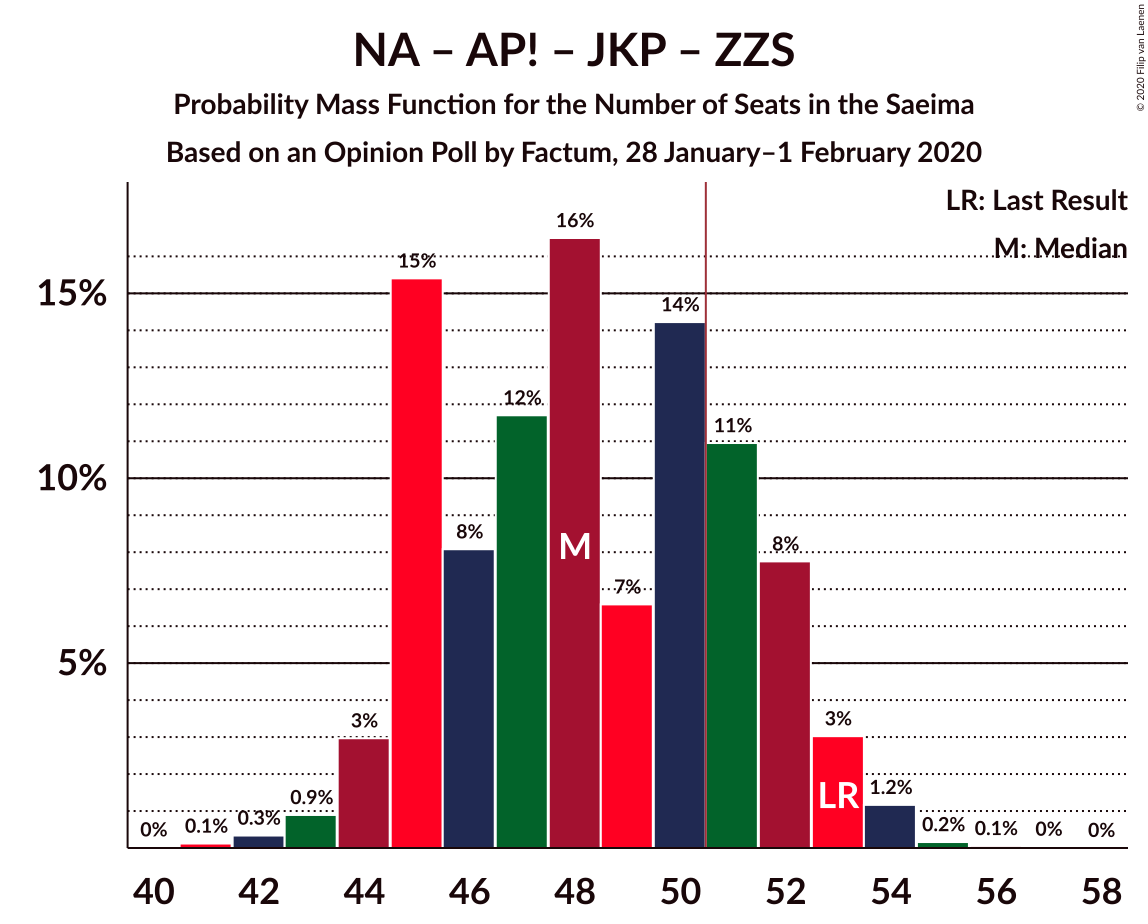 NA – AP! – JKP – ZZS
Probability Mass Function for the Number of Seats in the Saeima
Based on an Opinion Poll by Factum, 28 January–1 February 2020
© 2020 Filip van Laenen
LR: Last Result
M: Median
15%
10%
5%
0%
0.1%
0.3%
0.9%
3%
15%
8%
12%
16%
7%
14%
11%
8%
3%
1.2%
0.2%
0.1%
0%
0%
M
LR
40 42 44 46 48 50 52 54 56 58